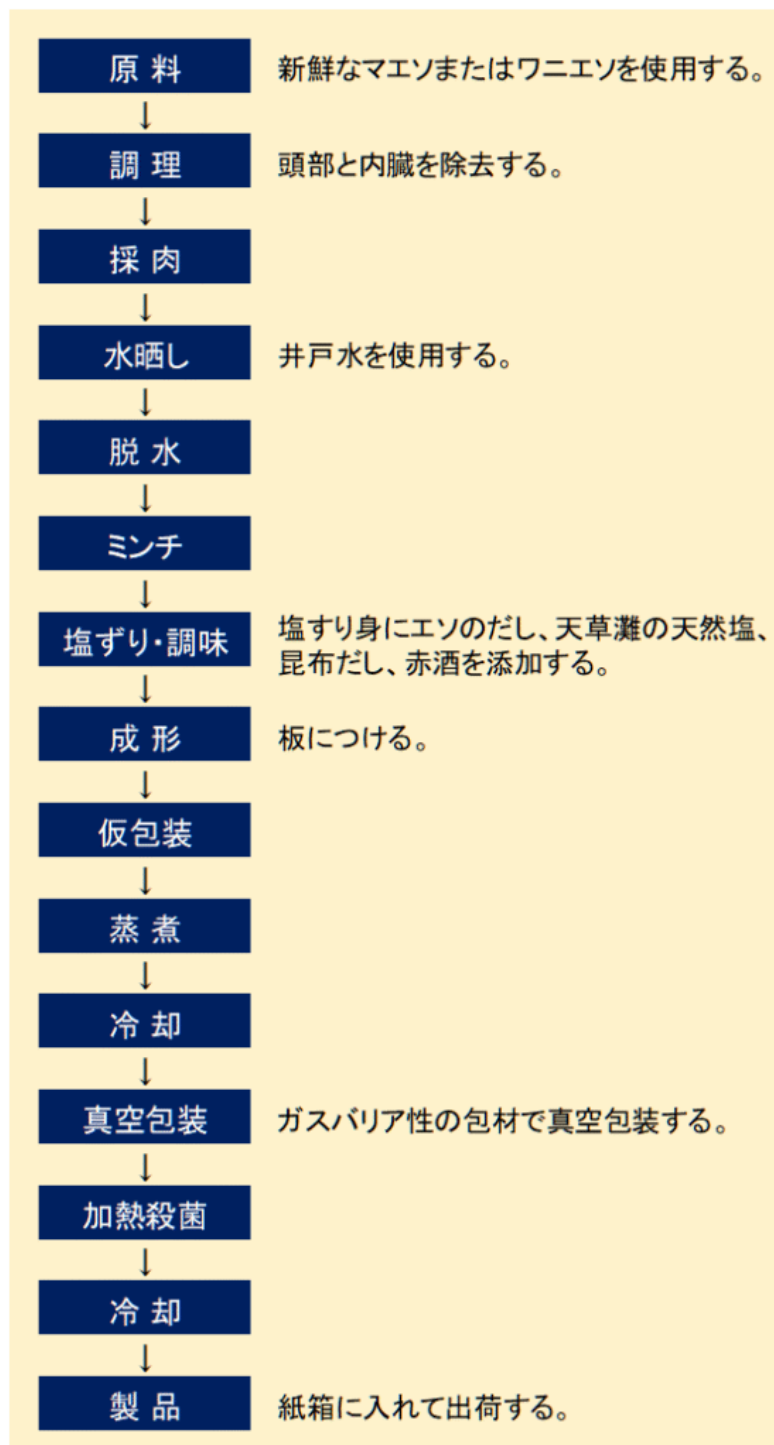 原料 新鮮なマエソまたはワニエソを使用する。
↓
調理 頭部と内臓を除去する。
↓
採肉
↓
水晒し 井戸水を使用する。
↓
脱水
↓
ミンチ
↓
塩ずり・調味 塩すり身にエソのだし、天草灘の天然塩、
昆布だし、赤酒を添加する。
↓
成形 板につける。
↓
仮包装
↓
蒸煮
↓
冷却
↓
真空包装 ガスバリア性の包材で真空包装する。
↓
加熱殺菌
↓
冷却
↓
製品 紙箱に入れて出荷する。